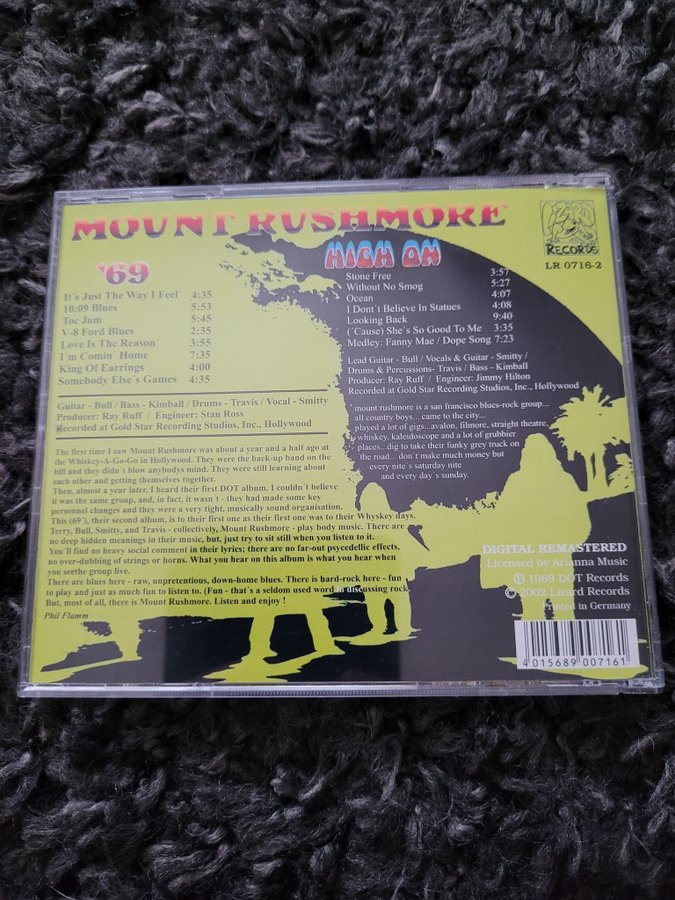 MOUNT RUSHMORE
RECORDS
LR 0716-2
'69
It´s Just The Way I Feel 4:35
10:09 Blues 5:53
Toe Jam 5:45
V-8 Ford Blues 2:35
Love Is The Reason 3:55
I´m Comin´ Home 7:35
King Of Earrings 4:00
Somebody Else´s Games 4:35
Guitar - Bull / Bass - Kimball / Drums - Travis / Vocal - Smitty
Producer: Ray Ruff / Engineer: Stan Ross
Recorded at Gold Star Recording Studios, Inc., Hollywood
HIGH ON
Stone Free 3:57
Without No Smog 5:27
Ocean 4:07
I Dont´t Believe In Statues 4:08
Looking Back 9:40
(´Cause) She´s So Good To Me 3:35
Medley: Fanny Mae / Dope Song 7:23
Lead Guitar - Bull / Vocals & Guitar - Smitty /
Drums & Percussions- Travis / Bass - Kimball
Producer: Ray Ruff / Engineer: Jimmy Hilton
Recorded at Gold Star Recording Studios, Inc., Hollywood
´mount rushmore is a san francisco blues-rock group...
all country boys... came to the city...
played a lot of gigs...avalon, filmore, straight theatre,
whiskey, kaleidoscope and a lot of grubbier
places...dig to take their funky grey truck on
the road... don´t make much money but
every nite´s saturday nite
and every day´s sunday.
The first time I saw Mount Rushmore was about a year and a half ago at
the Whiskey-A-Go-Go in Hollywood. They were the back-up band on the
bill and they didn´t blow anybodys mind. They were still learning about
each other and getting themselves together.
Then, almost a year later, I heard their first DOT album. I couldn´t believe
it was the same group, and, in fact, it wasn´t - they had made some key
personnel changes and they were a very tight, musically sound organisation.
This (69´), their second album, is to their first one as their first one was to their Whyskey days.
Terry, Bull, Smitty, and Travis - collectively, Mount Rushmore - play body music. There are
no deep hidden meanings in their music, but, just try to sit still when you listen to it.
You´ll find no heavy social comment in their lyrics; there are no far-out psycedellic effects,
no over-dubbing of strings or horns. What you hear on this album is what you hear when
you seethe group live.
There are blues here - raw, unpretentious, down-home blues. There is hard-rock here - fun
to play and just as much fun to listen to. (Fun - that´s a seldom used word in discussing rock.
But, most of all, there is Mount Rushmore. Listen and enjoy !
Phil Flamm
DIGITAL REMASTERED
Licensed by Arianna Music
℗ 1969 DOT Records
© 2002 Lizard Records
Printed in Germany
4 015689 007161